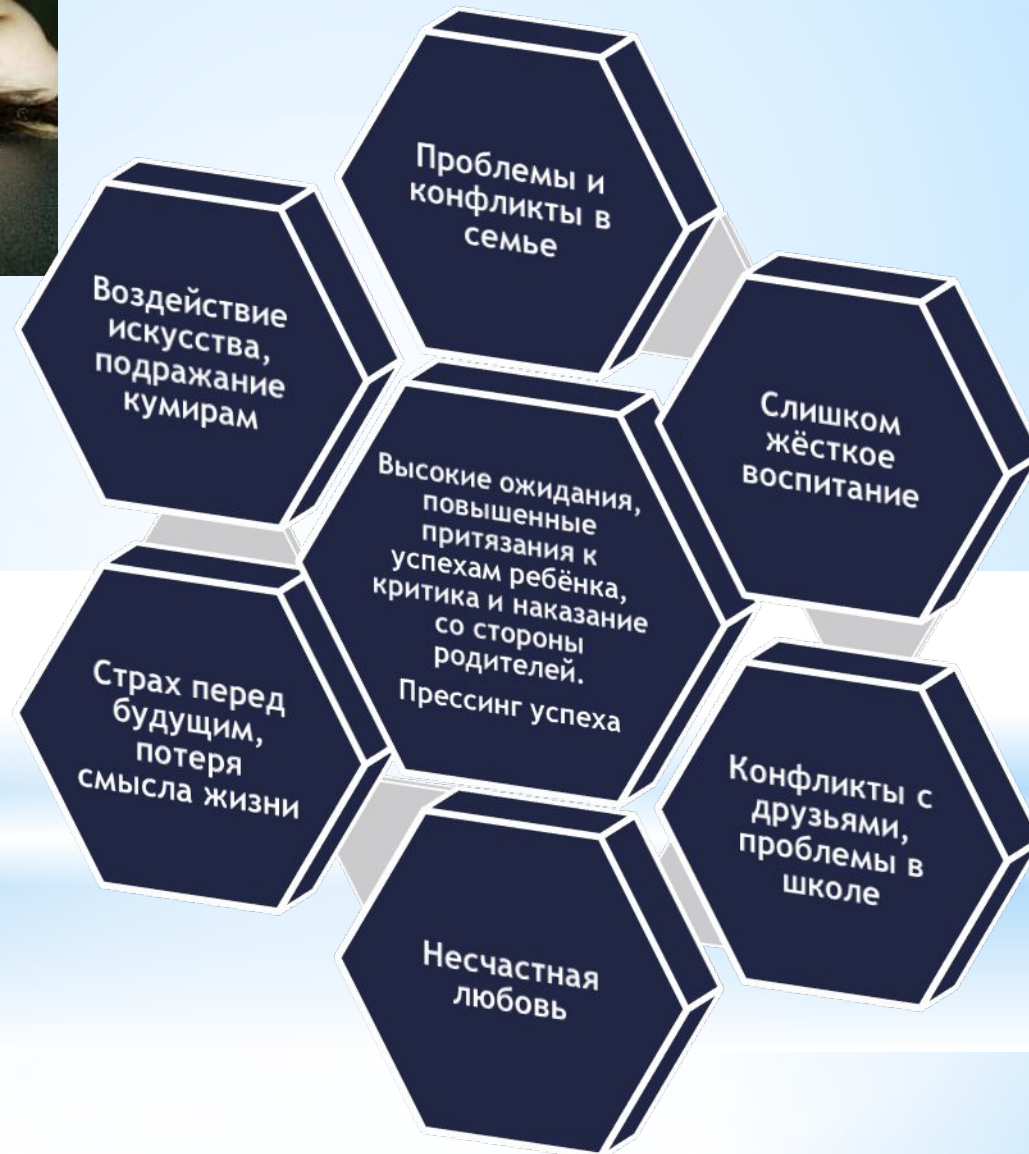 Проблемы и
конфликты в
семье
Воздействие
искусства,
подражание
кумирам
Слишком
жёсткое
воспитание
Высокие ожидания,
повышенные
притязания к
успехам ребёнка,
критика и наказание
со стороны
родителей.
Прессинг успеха
Страх перед
будущим,
потеря
смысла жизни
Конфликты с
друзьями,
проблемы в
школе
Несчастная
любовь